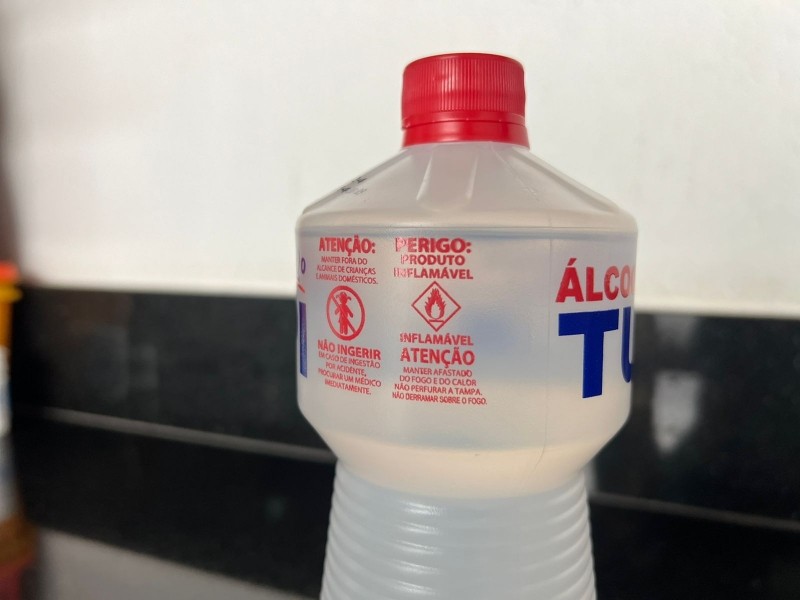 ATENÇÃO:
MANTER FORA DO
ALCANCE DE CRIANÇAS
E ANIMAIS DOMÉSTICOS.
NÃO INGERIR
EM CASO DE INGESTÃO
POR ACIDENTE,
PROCURAR UM MÉDICO
IMEDIATAMENTE.
PERIGO:
PRODUTO
INFLAMÁVEL
INFLAMÁVEL
ATENÇÃO
MANTER AFASTADO
DO FOGO E DO CALOR
NÃO PERFURAR A TAMPA.
NÃO DERRAMAR SOBRE O FOGO.
ÁLCO
TU